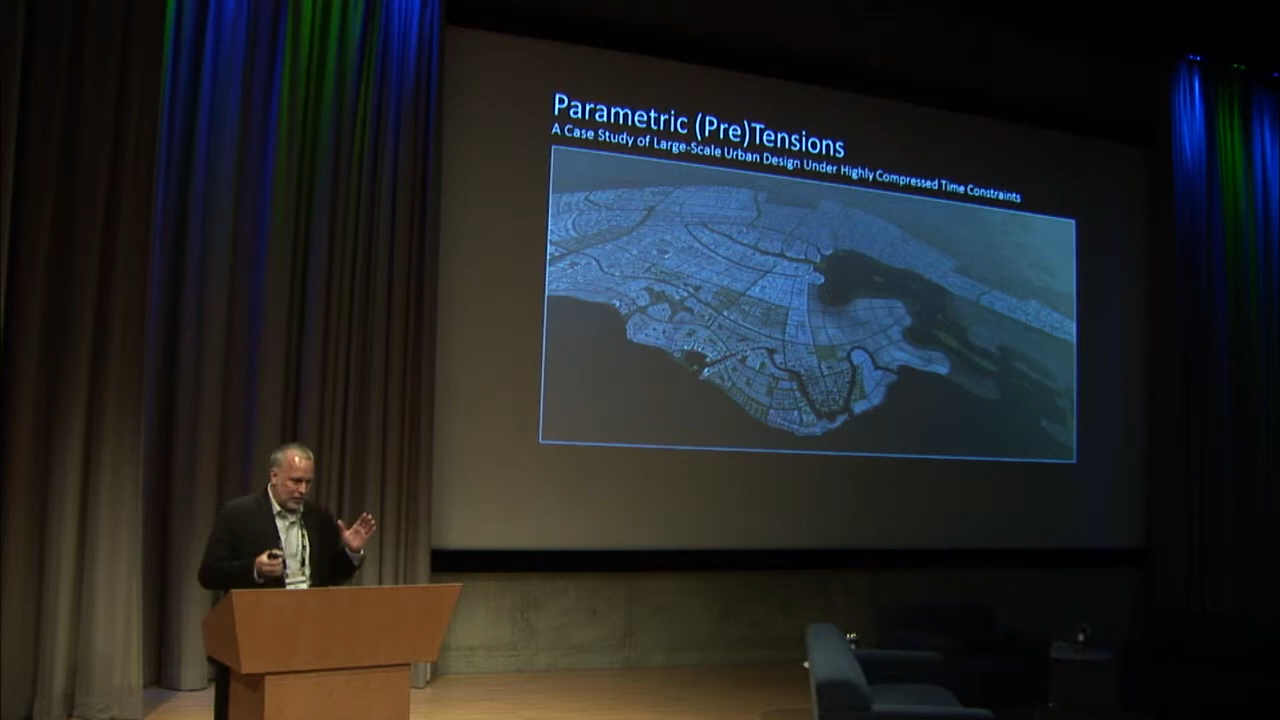 Parametric (Pre)Tensions
A Case Study of Large-Scale Urban Design Under Highly Compressed Time Constraints